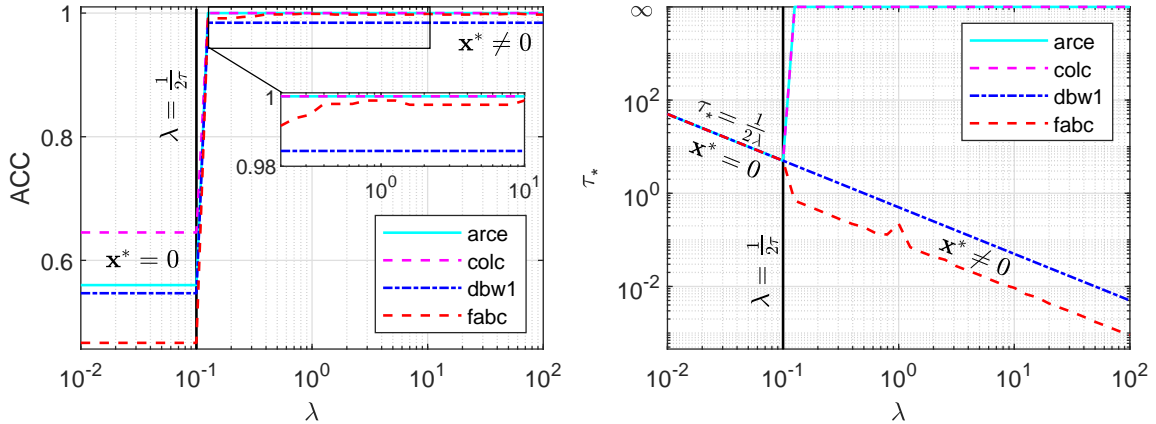 1
0.8
0.6
ACC
10^-2
10^-1
10^0
10^1
10^2
λ
λ = 1/2τ
x* = 0
x* ≠ 0
1
0.98
10^0
10^1
arce
colc
dbw1
fabc
∞
10^2
10^0
10^-2
τ_*
10^-2
10^-1
10^0
10^1
10^2
λ
τ_* = 1/2λ
x* = 0
λ = 1/2τ
x* ≠ 0
arce
colc
dbw1
fabc